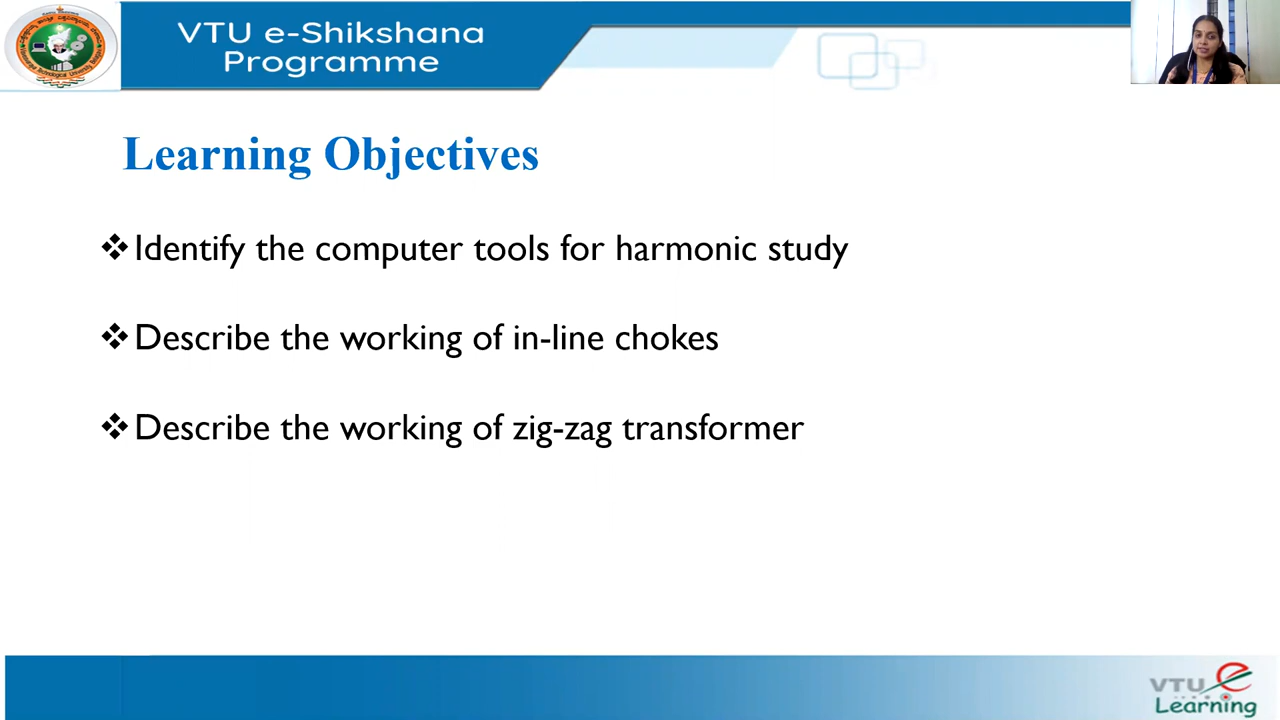 VTU e-Shikshana
Programme
Learning Objectives
❖Identify the computer tools for harmonic study
❖Describe the working of in-line chokes
❖Describe the working of zig-zag transformer
VTU e
Learning